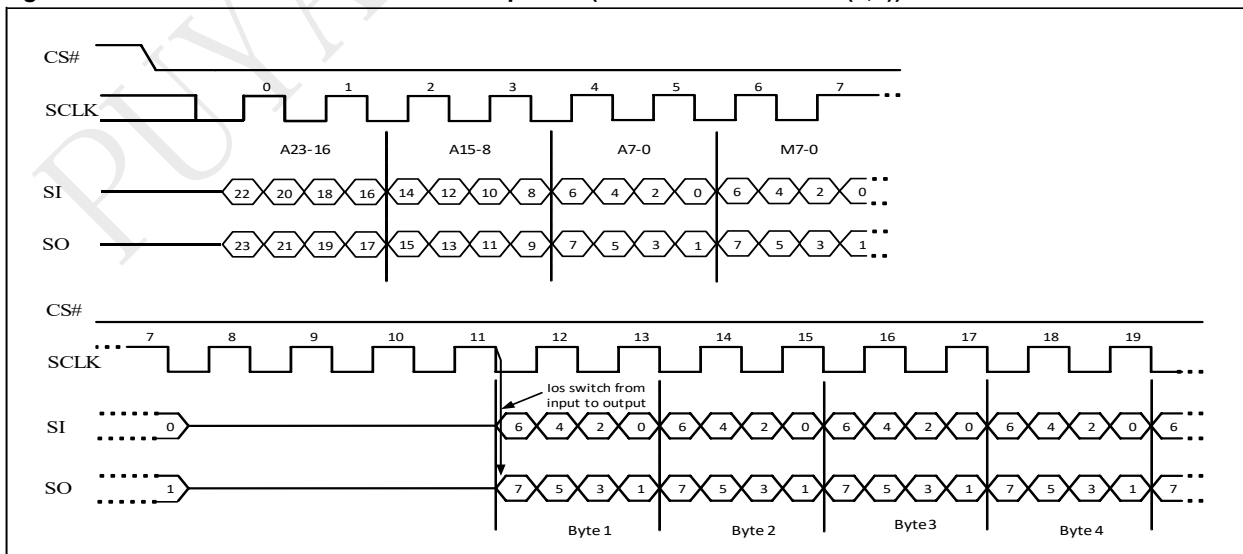 CS#
0 1 2 3 4 5 6 7
SCLK
A23-16 A15-8 A7-0 M7-0
SI 22 20 18 16 14 12 10 8 6 4 2 0 6 4 2 0
SO 23 21 19 17 15 13 11 9 7 5 3 1 7 5 3 1
CS#
7 8 9 10 11 12 13 14 15 16 17 18 19
SCLK
Ios switch from
input to output
SI 0 6 4 2 0 6 4 2 0 6 4 2 0 6 4 2 0 6
SO 1 7 5 3 1 7 5 3 1 7 5 3 1 7 5 3 1 7
Byte 1 Byte 2 Byte 3 Byte 4